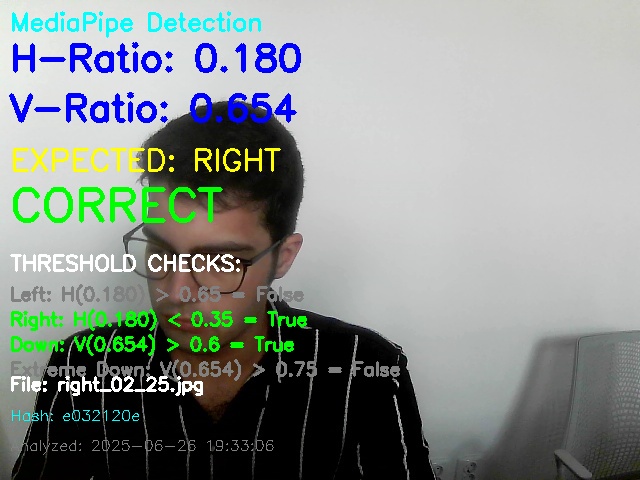 MediaPipe Detection
H-Ratio: 0.180
V-Ratio: 0.654
EXPECTED: RIGHT
CORRECT
THRESHOLD CHECKS:
Left: H(0.180) > 0.65 = False
Right: H(0.180) < 0.35 = True
Down: V(0.654) > 0.6 = True
Extreme Down: V(0.654) > 0.75 = False
File: right_02_25.jpg
Hash: e032120e
Analyzed: 2025-06-26 19:33:06